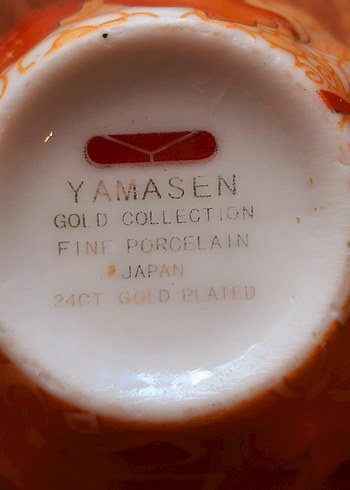 YAMASEN
GOLD COLLECTION
FINE PORCELAIN
JAPAN
24CT GOLD PLATED